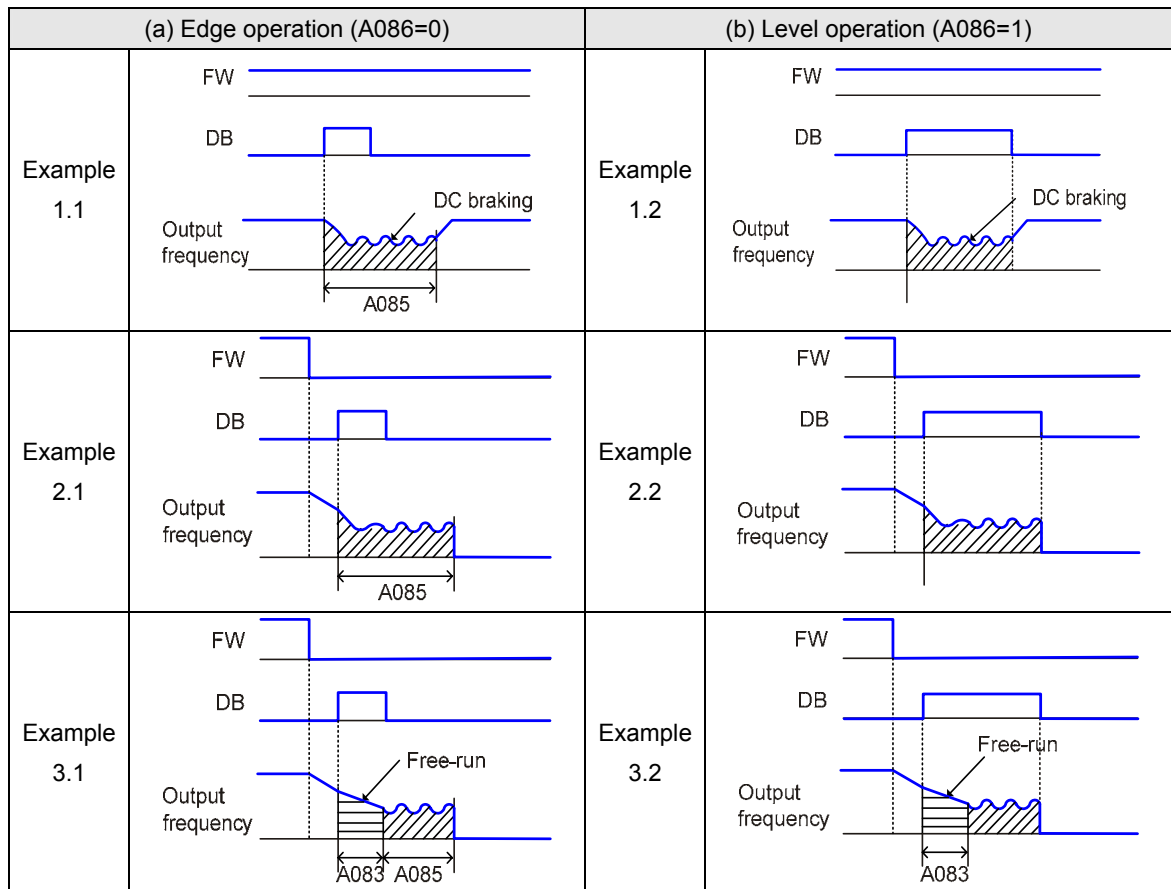 (a) Edge operation (A086=0)
(b) Level operation (A086=1)
Example
1.1
FW
DB
DC braking
Output
frequency
A085
Example
1.2
FW
DB
DC braking
Output
frequency
Example
2.1
FW
DB
Output
frequency
A085
Example
2.2
FW
DB
Output
frequency
Example
3.1
FW
DB
Free-run
Output
frequency
A083
A085
Example
3.2
FW
DB
Free-run
Output
frequency
A083